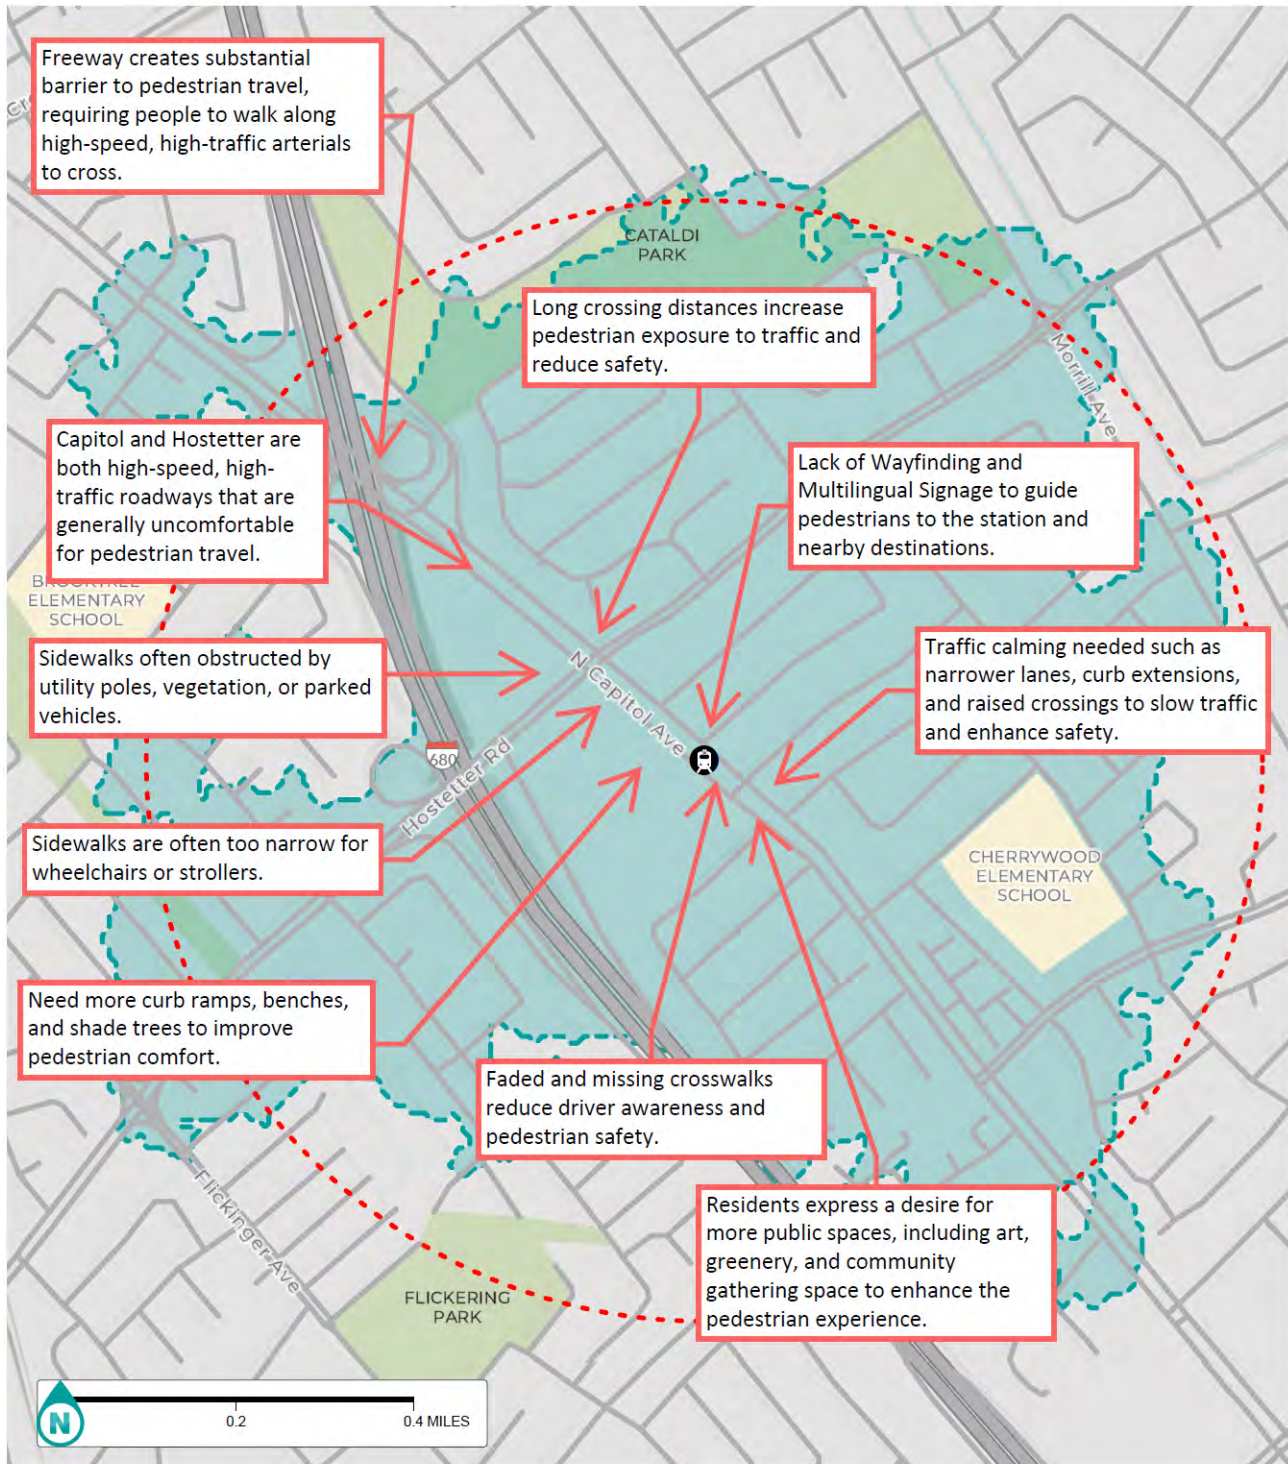 Freeway creates substantial
barrier to pedestrian travel,
requiring people to walk along
high-speed, high-traffic arterials
to cross.
CATALDI
PARK
Long crossing distances increase
pedestrian exposure to traffic and
reduce safety.
Morrill Ave
Capitol and Hostetter are
both high-speed, high-
traffic roadways that are
generally uncomfortable
for pedestrian travel.
Lack of Wayfinding and
Multilingual Signage to guide
pedestrians to the station and
nearby destinations.
ELEMENTARY
SCHOOL
Sidewalks often obstructed by
utility poles, vegetation, or parked
vehicles.
N Capitol Ave
Traffic calming needed such as
narrower lanes, curb extensions,
and raised crossings to slow traffic
and enhance safety.
680
Hostetter Rd
Sidewalks are often too narrow for
wheelchairs or strollers.
CHERRYWOOD
ELEMENTARY
SCHOOL
Need more curb ramps, benches,
and shade trees to improve
pedestrian comfort.
Faded and missing crosswalks
reduce driver awareness and
pedestrian safety.
Flickinger Ave
Residents express a desire for
more public spaces, including art,
greenery, and community
gathering space to enhance the
pedestrian experience.
FLICKERING
PARK
N
0.2
0.4 MILES